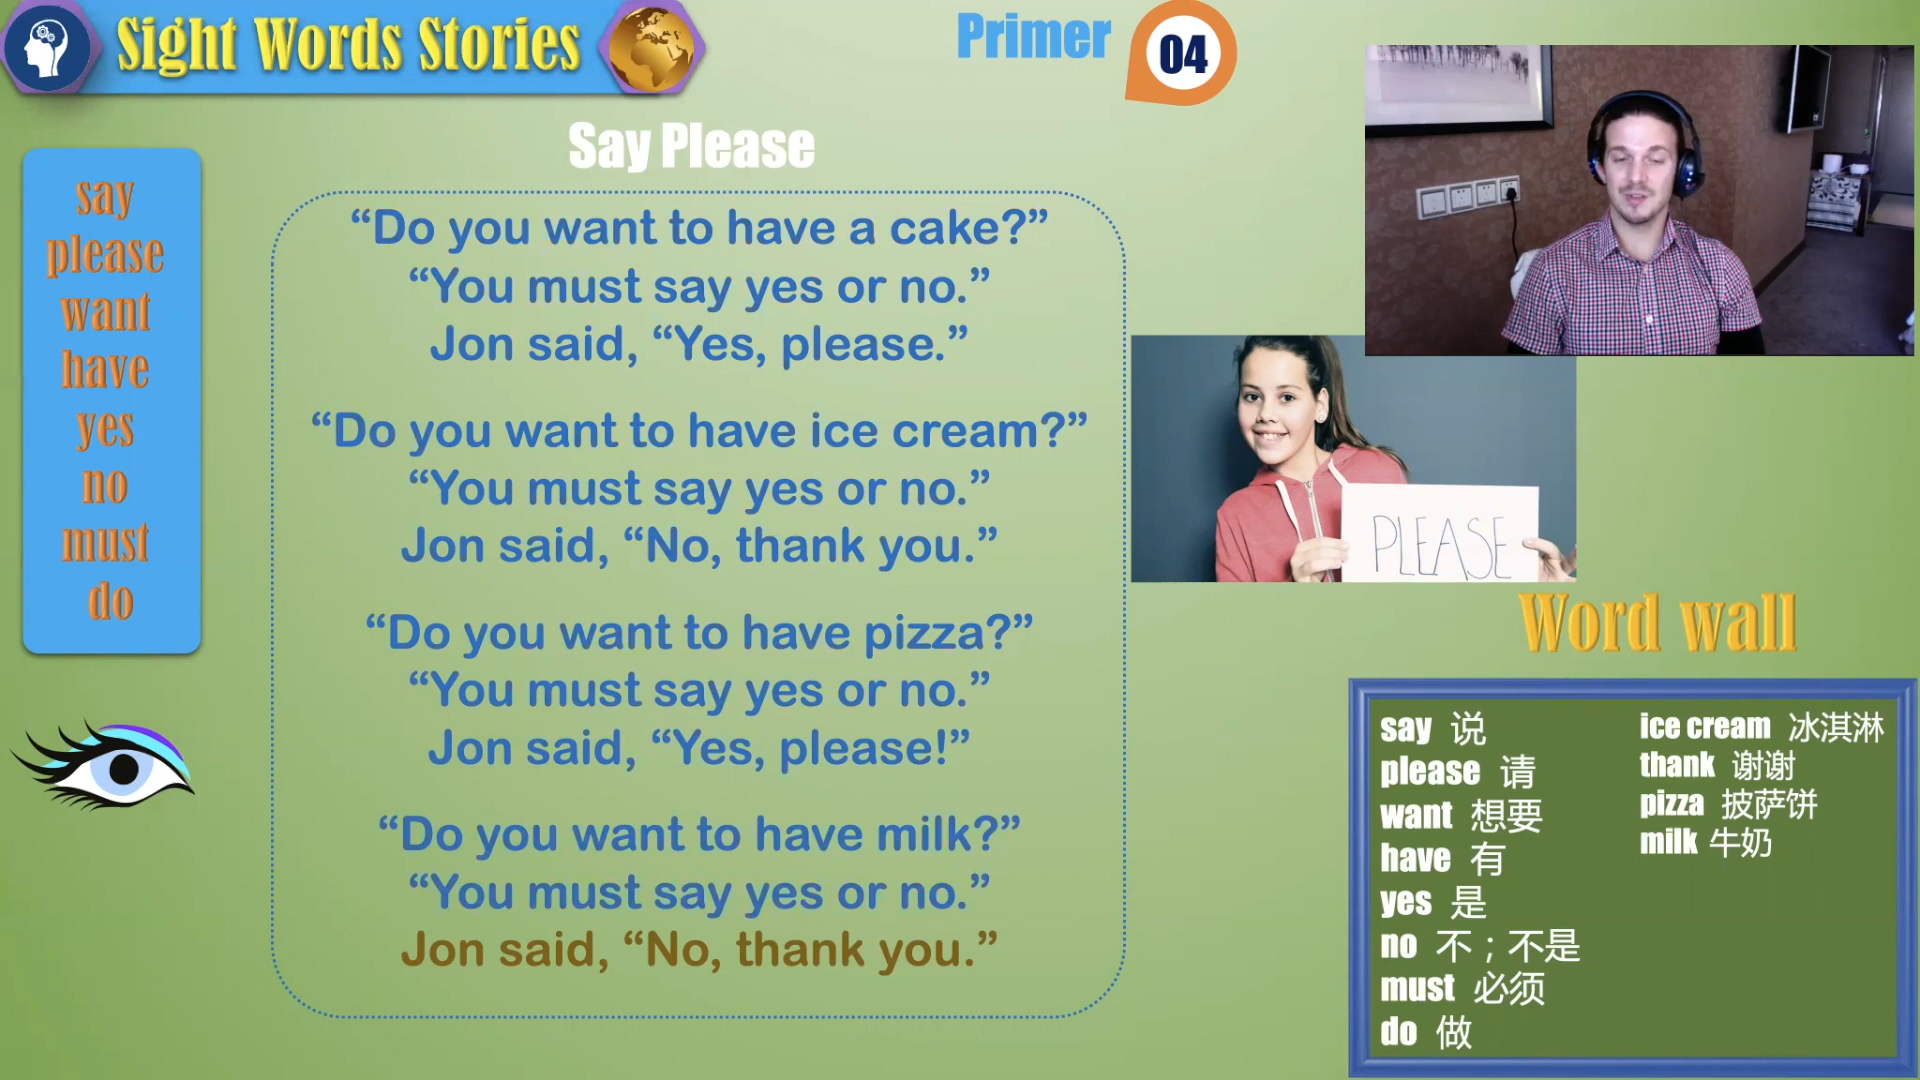 Sight Words Stories
Primer
04
Say Please
say
please
want
have
yes
no
must
do
“Do you want to have a cake?”
“You must say yes or no.”
Jon said, “Yes, please.”
“Do you want to have ice cream?”
“You must say yes or no.”
Jon said, “No, thank you.”
“Do you want to have pizza?”
“You must say yes or no.”
Jon said, “Yes, please!”
“Do you want to have milk?”
“You must say yes or no.”
Jon said, “No, thank you.”
PLEASE
Word wall
say 说
please 请
want 想要
have 有
yes 是
no 不；不是
must 必须
do 做
ice cream 冰淇淋
thank 谢谢
pizza 披萨饼
milk 牛奶